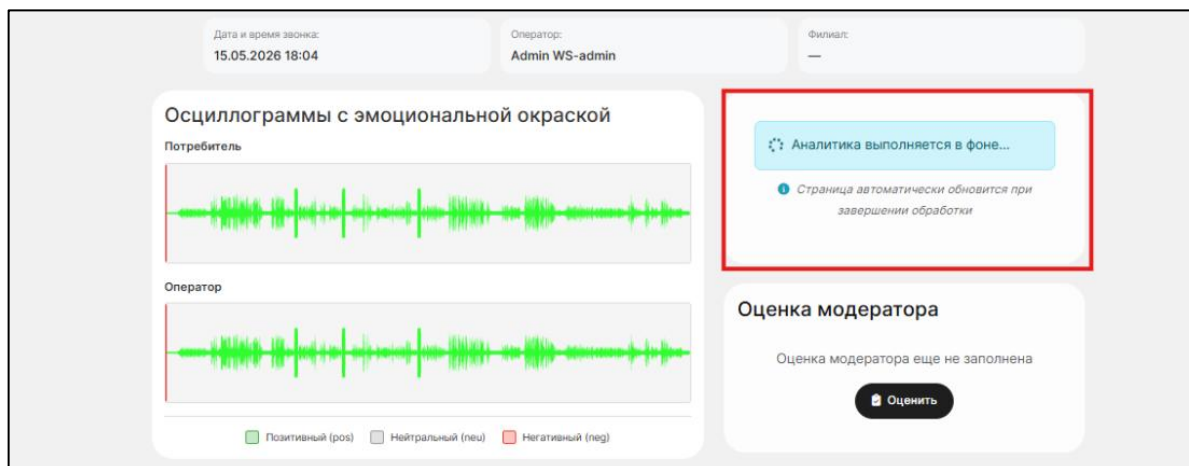 Дата и время звонка:
15.05.2026 18:04
Оператор:
Admin WS-admin
Филиал:
—
Осциллограммы с эмоциональной окраской
Потребитель
Оператор
Позитивный (pos) Нейтральный (neu) Негативный (neg)
Аналитика выполняется в фоне...
Страница автоматически обновится при
завершении обработки
Оценка модератора
Оценка модератора еще не заполнена
Оценить